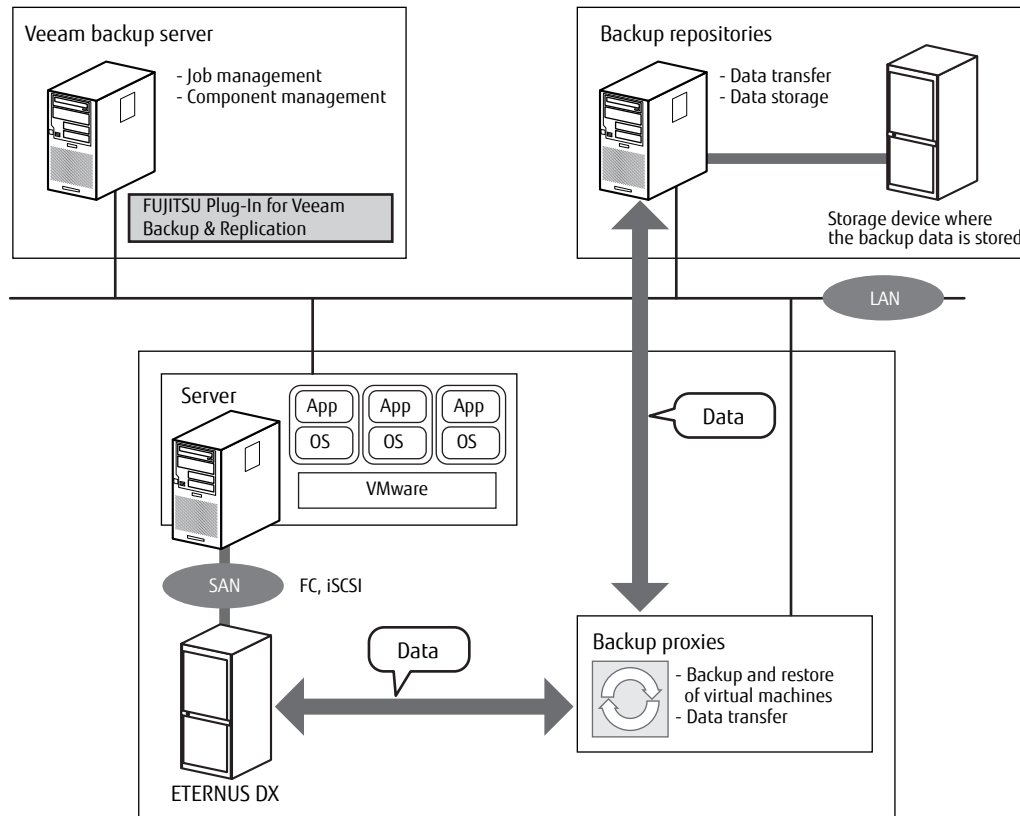 Veeam backup server
- Job management
- Component management
FUJITSU Plug-In for Veeam
Backup & Replication
Backup repositories
- Data transfer
- Data storage
Storage device where
the backup data is stored
LAN
Server
App
App
App
OS
OS
OS
VMware
Data
SAN
FC, iSCSI
Data
Backup proxies
- Backup and restore
of virtual machines
- Data transfer
ETERNUS DX